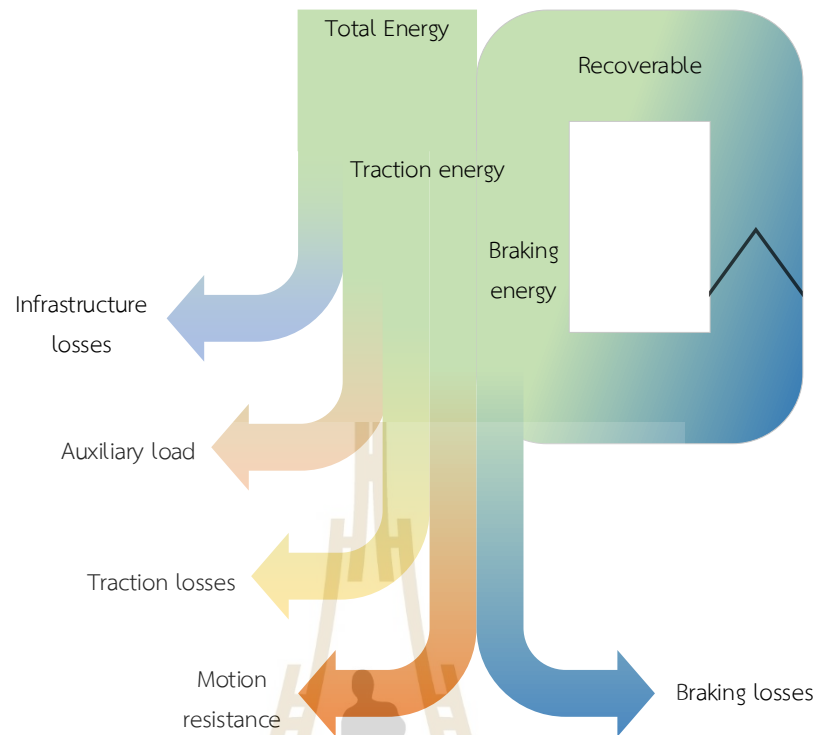 Total Energy
Recoverable
Traction energy
Braking
energy
Infrastructure
losses
Auxiliary load
Traction losses
Motion
resistance
Braking losses